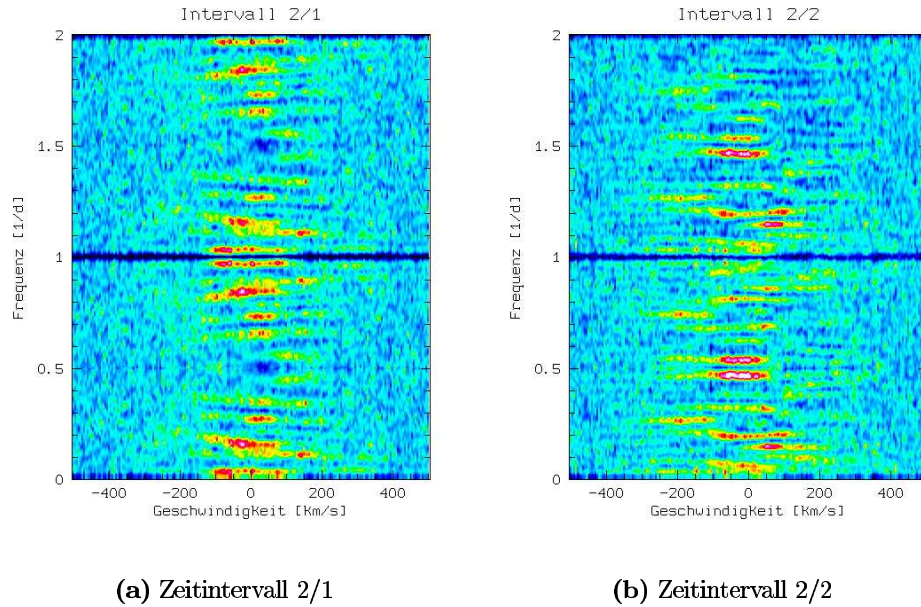 Intervall 2/1
Frequenz [1/d]
2
1.5
1
0.5
0
-400 -200 0 200 400
Geschwindigkeit [Km/s]
(a) Zeitintervall 2/1
Intervall 2/2
Frequenz [1/d]
2
1.5
1
0.5
0
-400 -200 0 200 400
Geschwindigkeit [Km/s]
(b) Zeitintervall 2/2